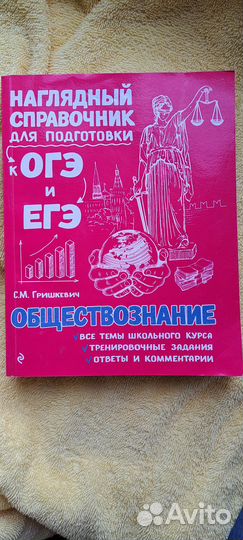 НАГЛЯДНЫЙ
СПРАВОЧНИК
ДЛЯ ПОДГОТОВКИ
К ОГЭ
И
ЕГЭ
С.М. ГРИШКЕВИЧ
ОБЩЕСТВОЗНАНИЕ
ВСЕ ТЕМЫ ШКОЛЬНОГО КУРСА
ТРЕНИРОВОЧНЫЕ ЗАДАНИЯ
ОТВЕТЫ И КОММЕНТАРИИ
Avito